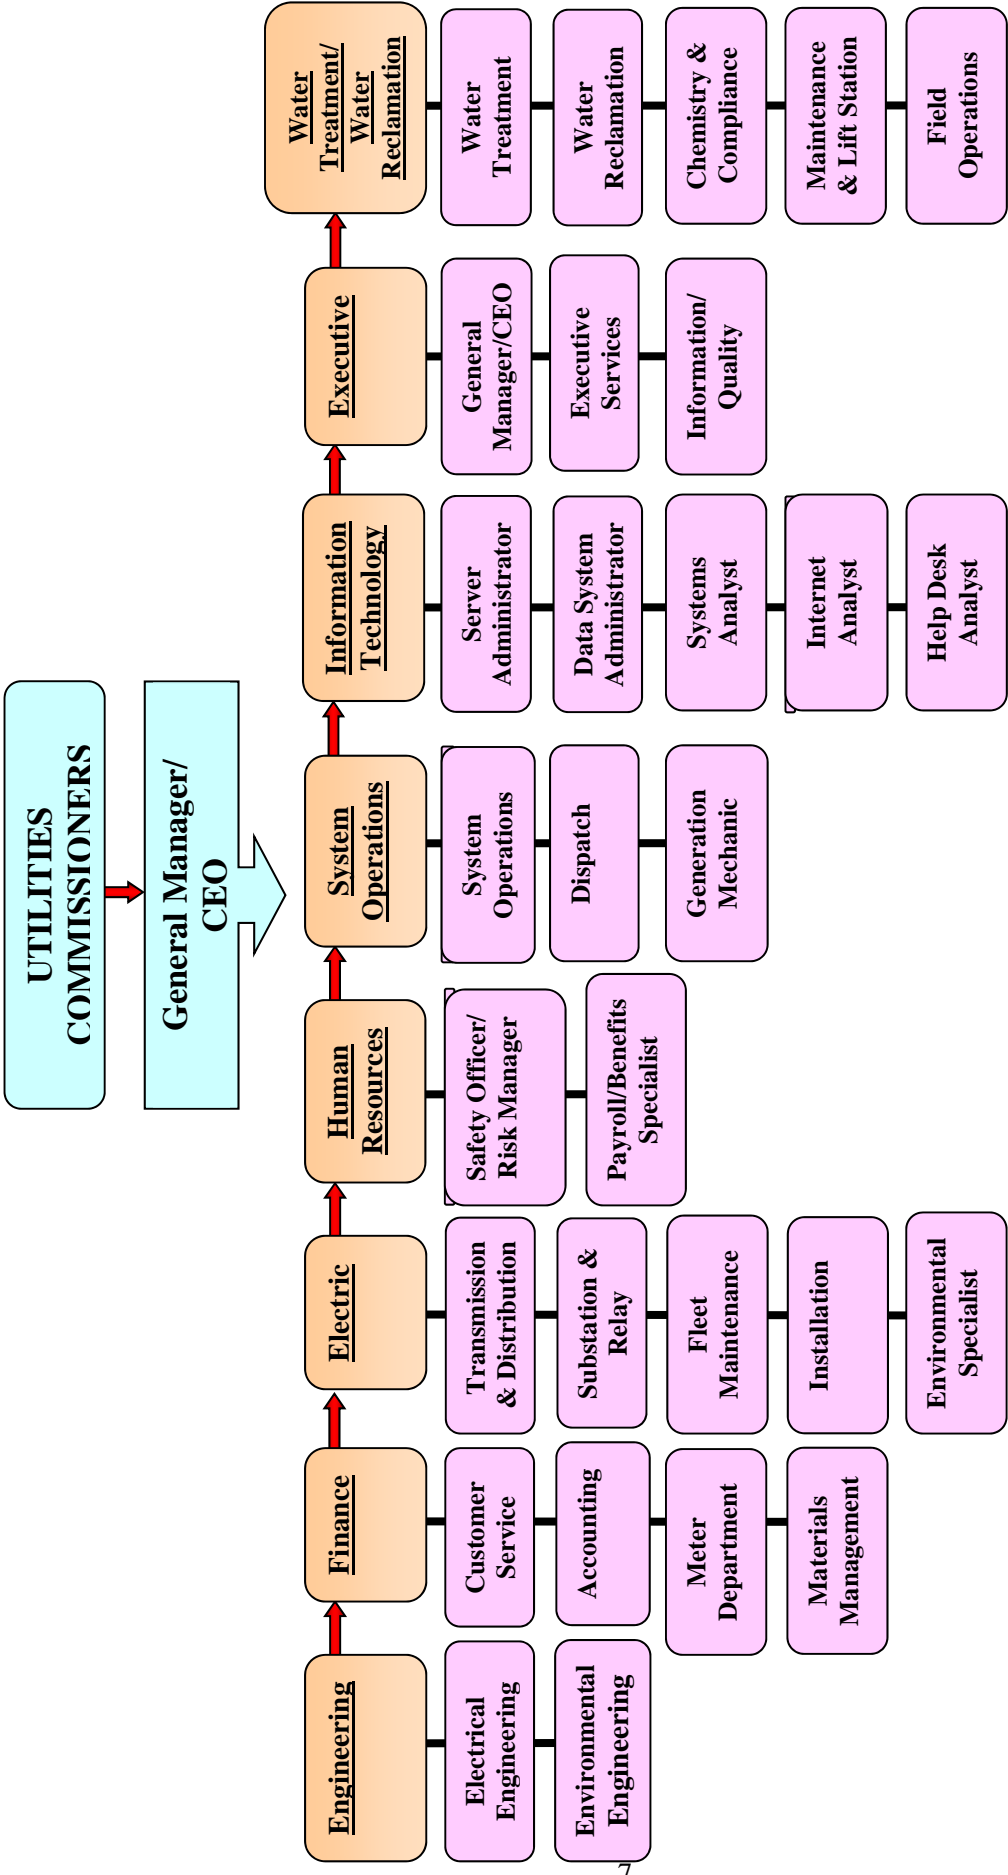 UTILITIES
COMMISSIONERS
General Manager/
CEO
Engineering
Electrical
Engineering
Environmental
Engineering
Finance
Customer
Service
Accounting
Meter
Department
Materials
Management
Electric
Transmission
& Distribution
Substation &
Relay
Fleet
Maintenance
Installation
Environmental
Specialist
Human
Resources
Safety Officer/
Risk Manager
Payroll/Benefits
Specialist
System
Operations
System
Operations
Dispatch
Generation
Mechanic
Information
Technology
Server
Administrator
Data System
Administrator
Systems
Analyst
Internet
Analyst
Help Desk
Analyst
Executive
General
Manager/CEO
Executive
Services
Information/
Quality
Water
Treatment/
Water
Reclamation
Water
Treatment
Water
Reclamation
Chemistry &
Compliance
Maintenance
& Lift Station
Field
Operations
7